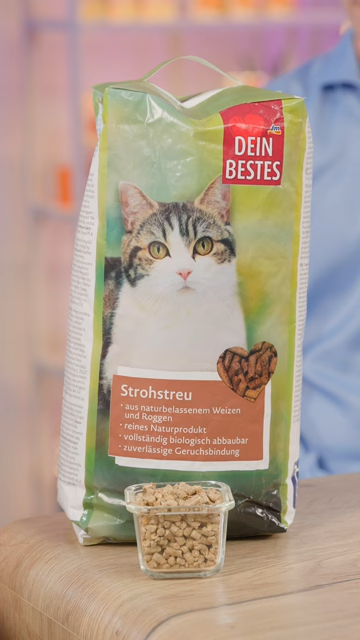 dm
DEIN
BESTES
Strohstreu
· aus naturbelassenem Weizen
und Roggen
· reines Naturprodukt
· vollständig biologisch abbaubar
· zuverlässige Geruchsbindung